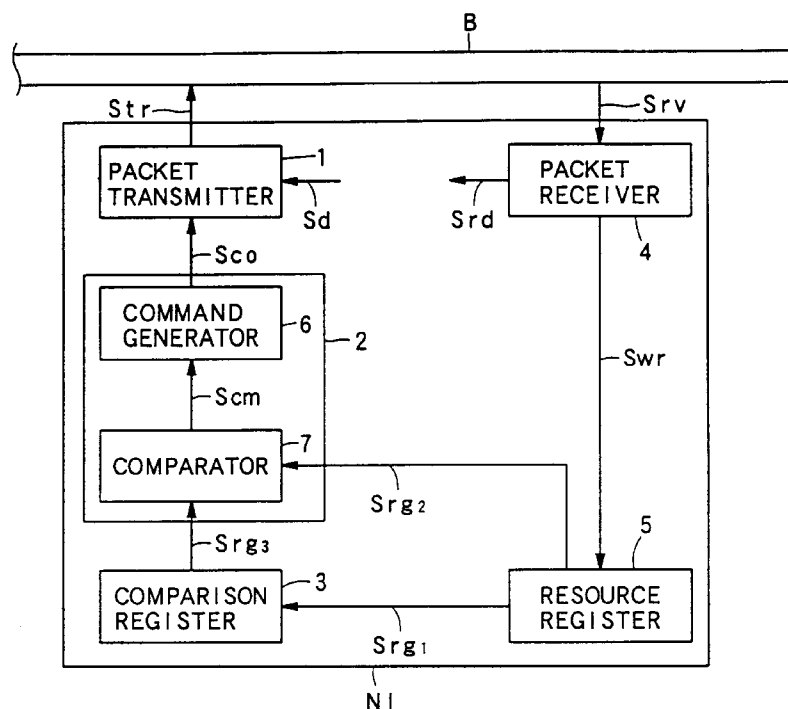 B
Str
Srv
1
PACKET
TRANSMITTER
Sd
Srd
PACKET
RECEIVER
4
Sco
COMMAND
GENERATOR
6
2
Scm
Swr
7
COMPARATOR
Srg2
Srg3
5
COMPARISON
REGISTER
3
Srg1
RESOURCE
REGISTER
NI